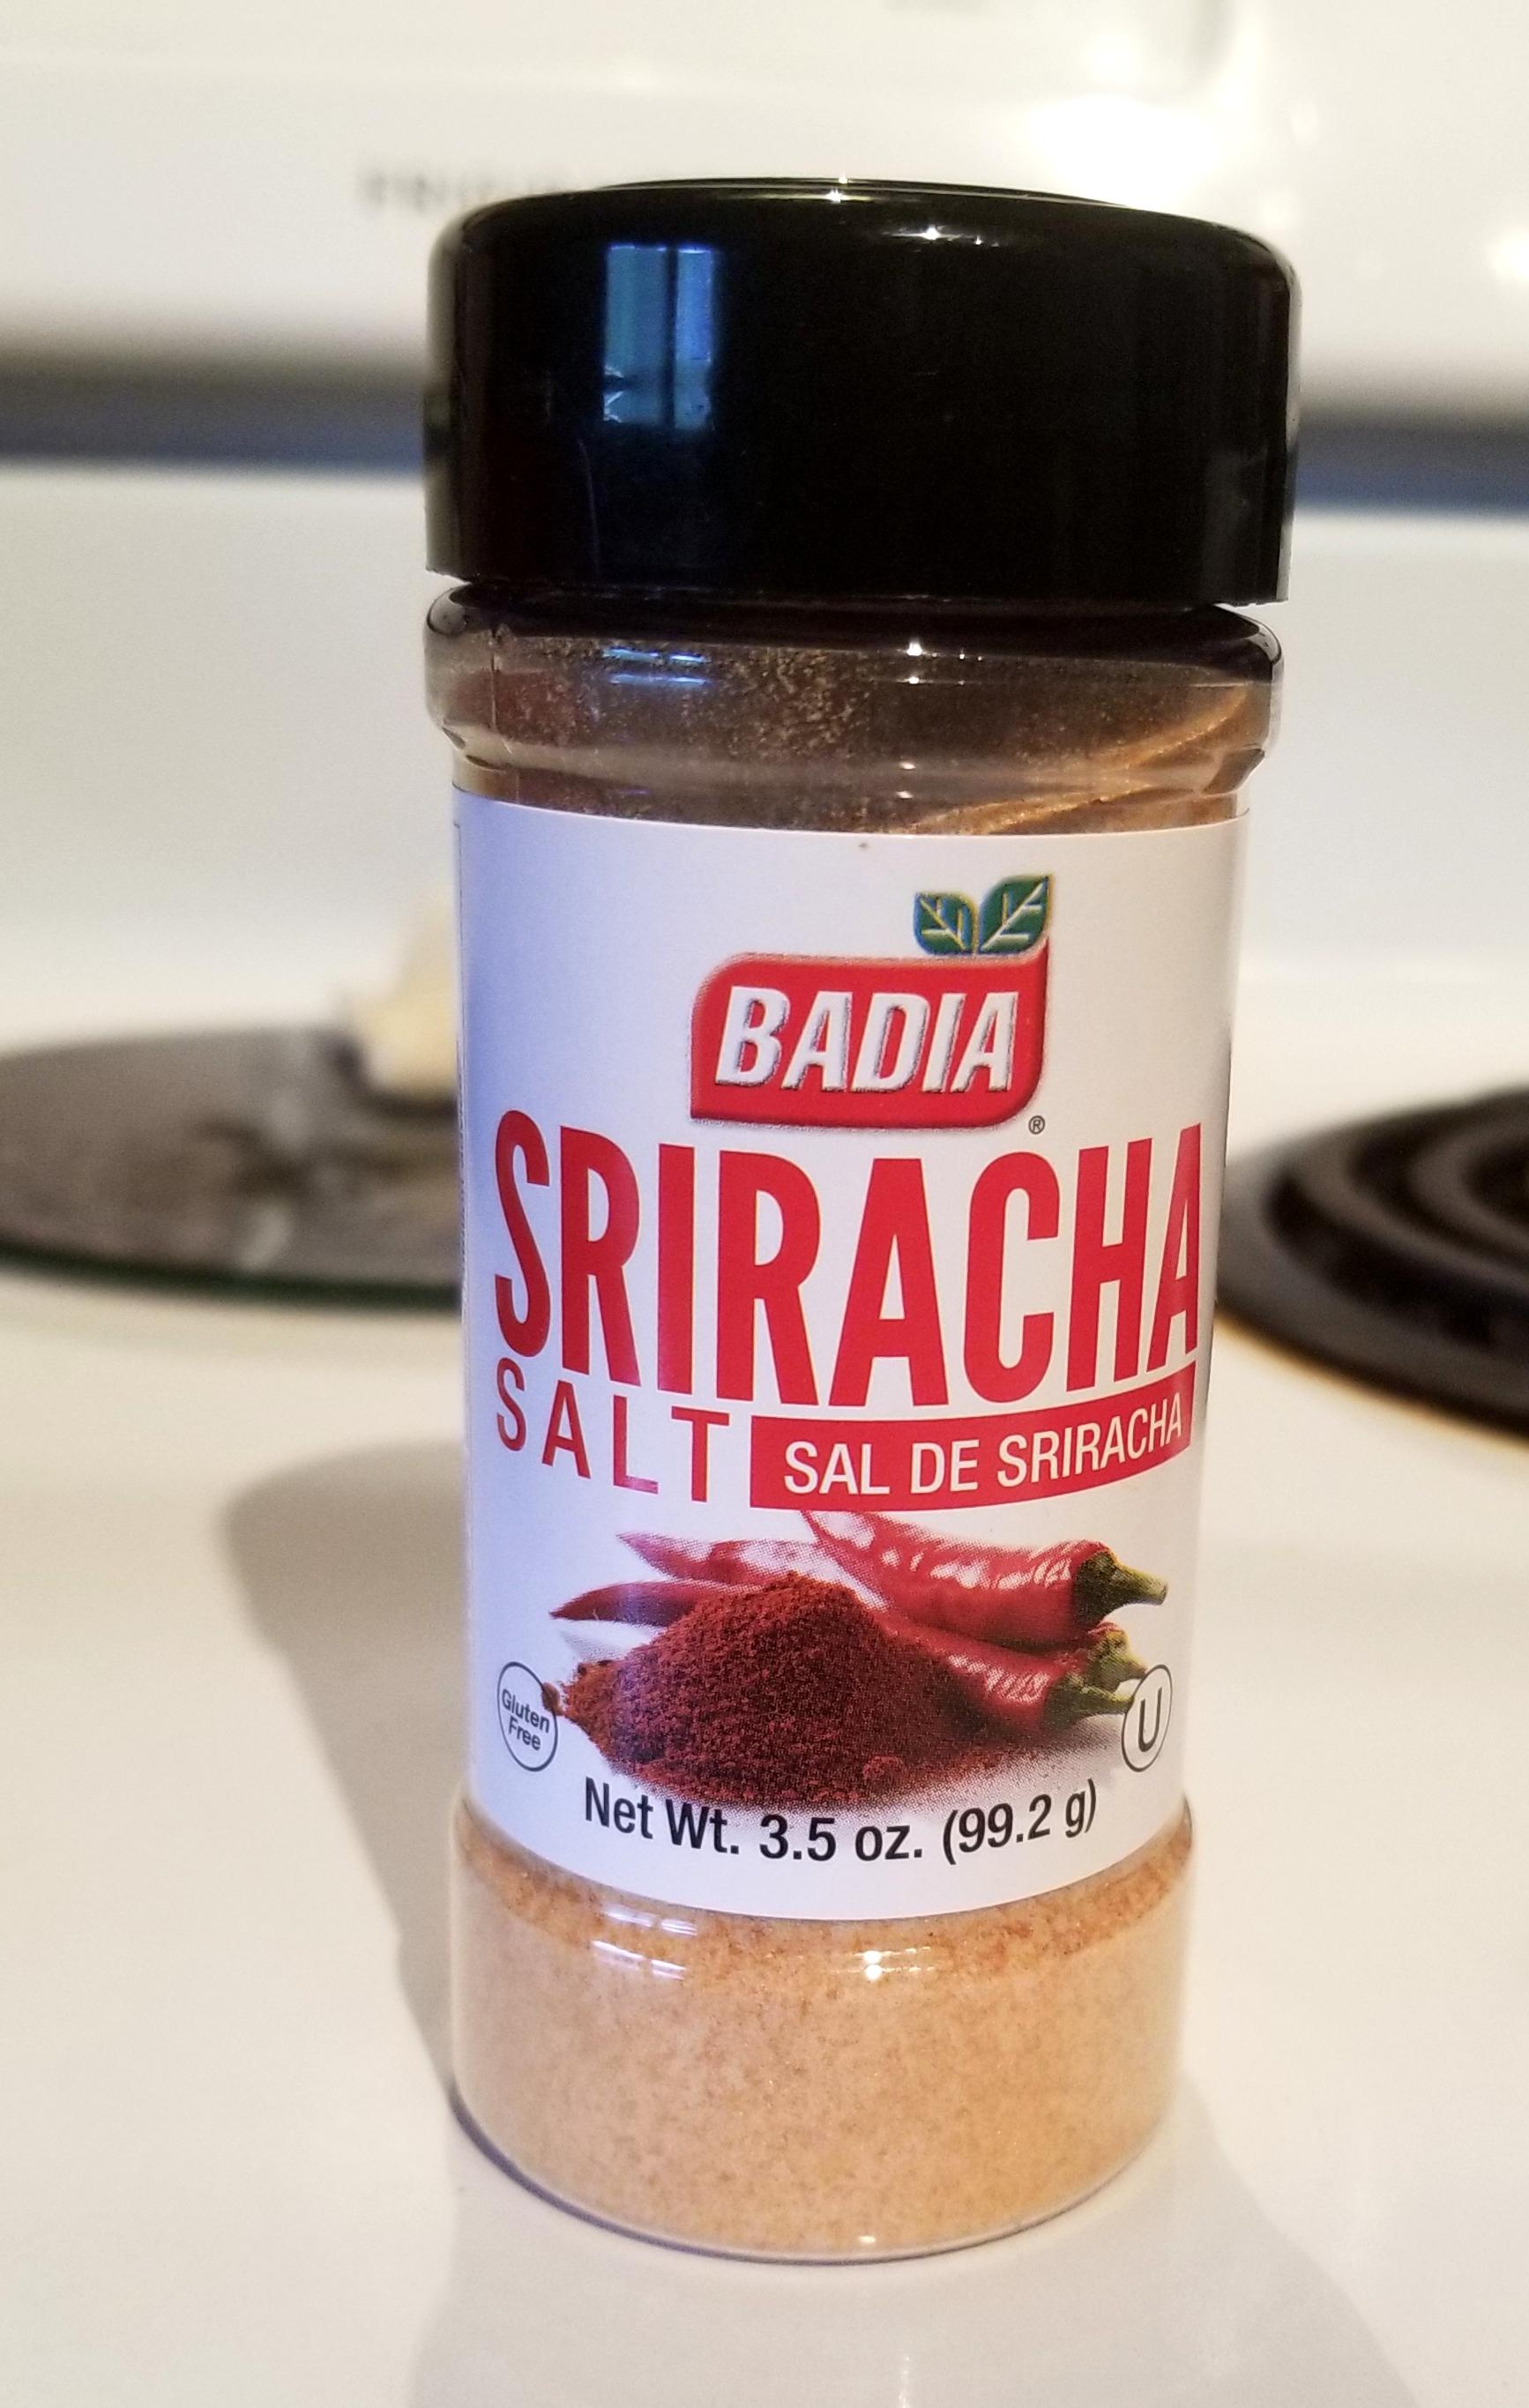 BADIA
®
SRIRACHA
SALT
SAL DE SRIRACHA
Gluten
Free
U
Net Wt. 3.5 oz. (99.2 g)